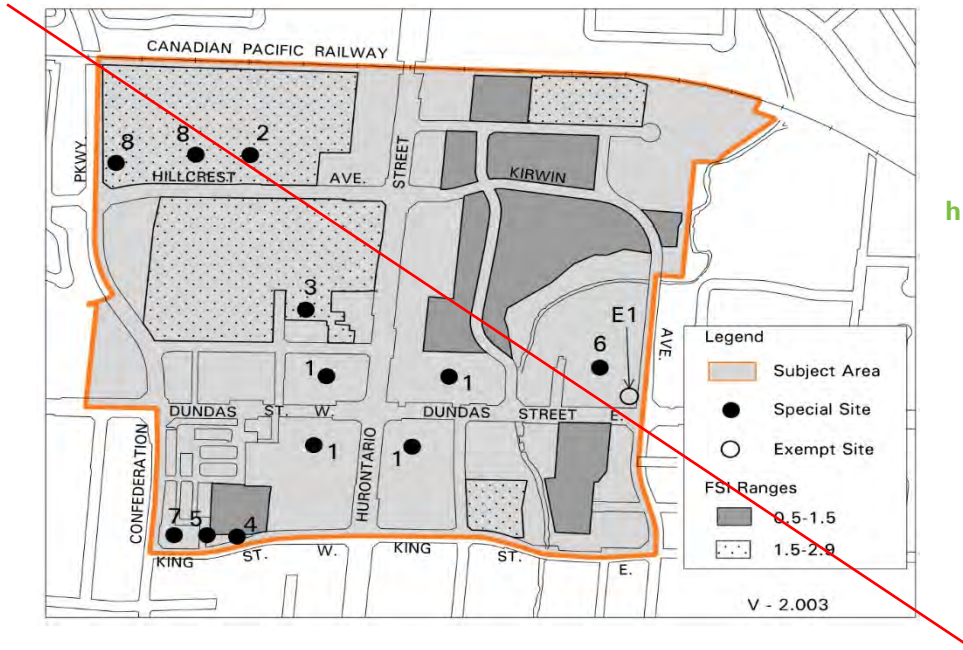 CANADIAN PACIFIC RAILWAY
8
8
2
PKWY
HILLCREST AVE.
STREET
KIRWIN
h
3
E1
6
AVE.
1
1
DUNDAS ST. W.
DUNDAS STREET E.
1
1
CONFEDERATION
HURONTARIO
7
5
4
KING ST. W.
KING ST. E.
Legend
Subject Area
Special Site
Exempt Site
FSI Ranges
0.5-1.5
1.5-2.9
V - 2.003